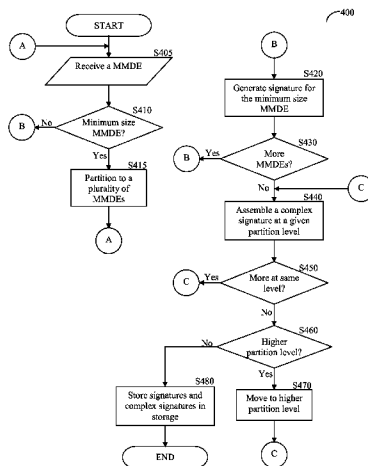 400
START
A
S405
Receive a MMDE
S410
Minimum size
MMDE?
No
B
Yes
S415
Partition to a
plurality of
MMDEs
A
B
S420
Generate signature for
the minimum size
MMDE
S430
More
MMDEs?
Yes
B
No
C
S440
Assemble a complex
signature at a given
partition level
S450
More at same
level?
Yes
C
No
S460
Higher
partition level?
No
Yes
S480
Store signatures and
complex signatures in
storage
S470
Move to higher
partition level
END
C